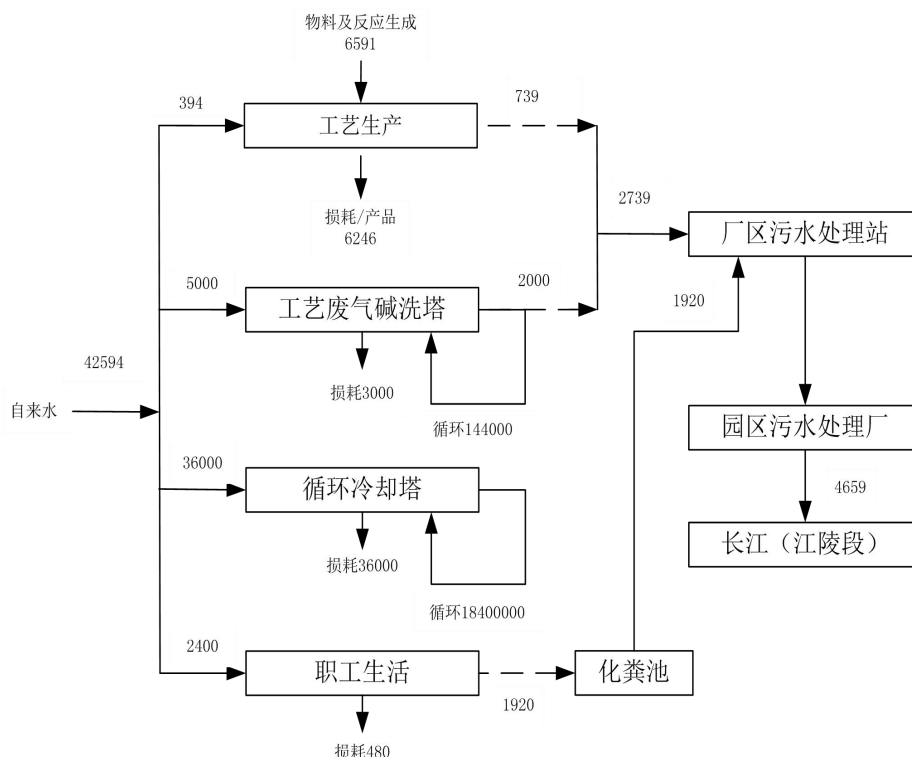 物料及反应生成
6591
394
工艺生产
739
损耗/产品
6246
2739
厂区污水处理站
5000
工艺废气碱洗塔
2000
1920
42594
损耗3000
自来水
循环144000
园区污水处理厂
36000
循环冷却塔
4659
长江（江陵段）
损耗36000
循环18400000
2400
职工生活
1920
化粪池
损耗480